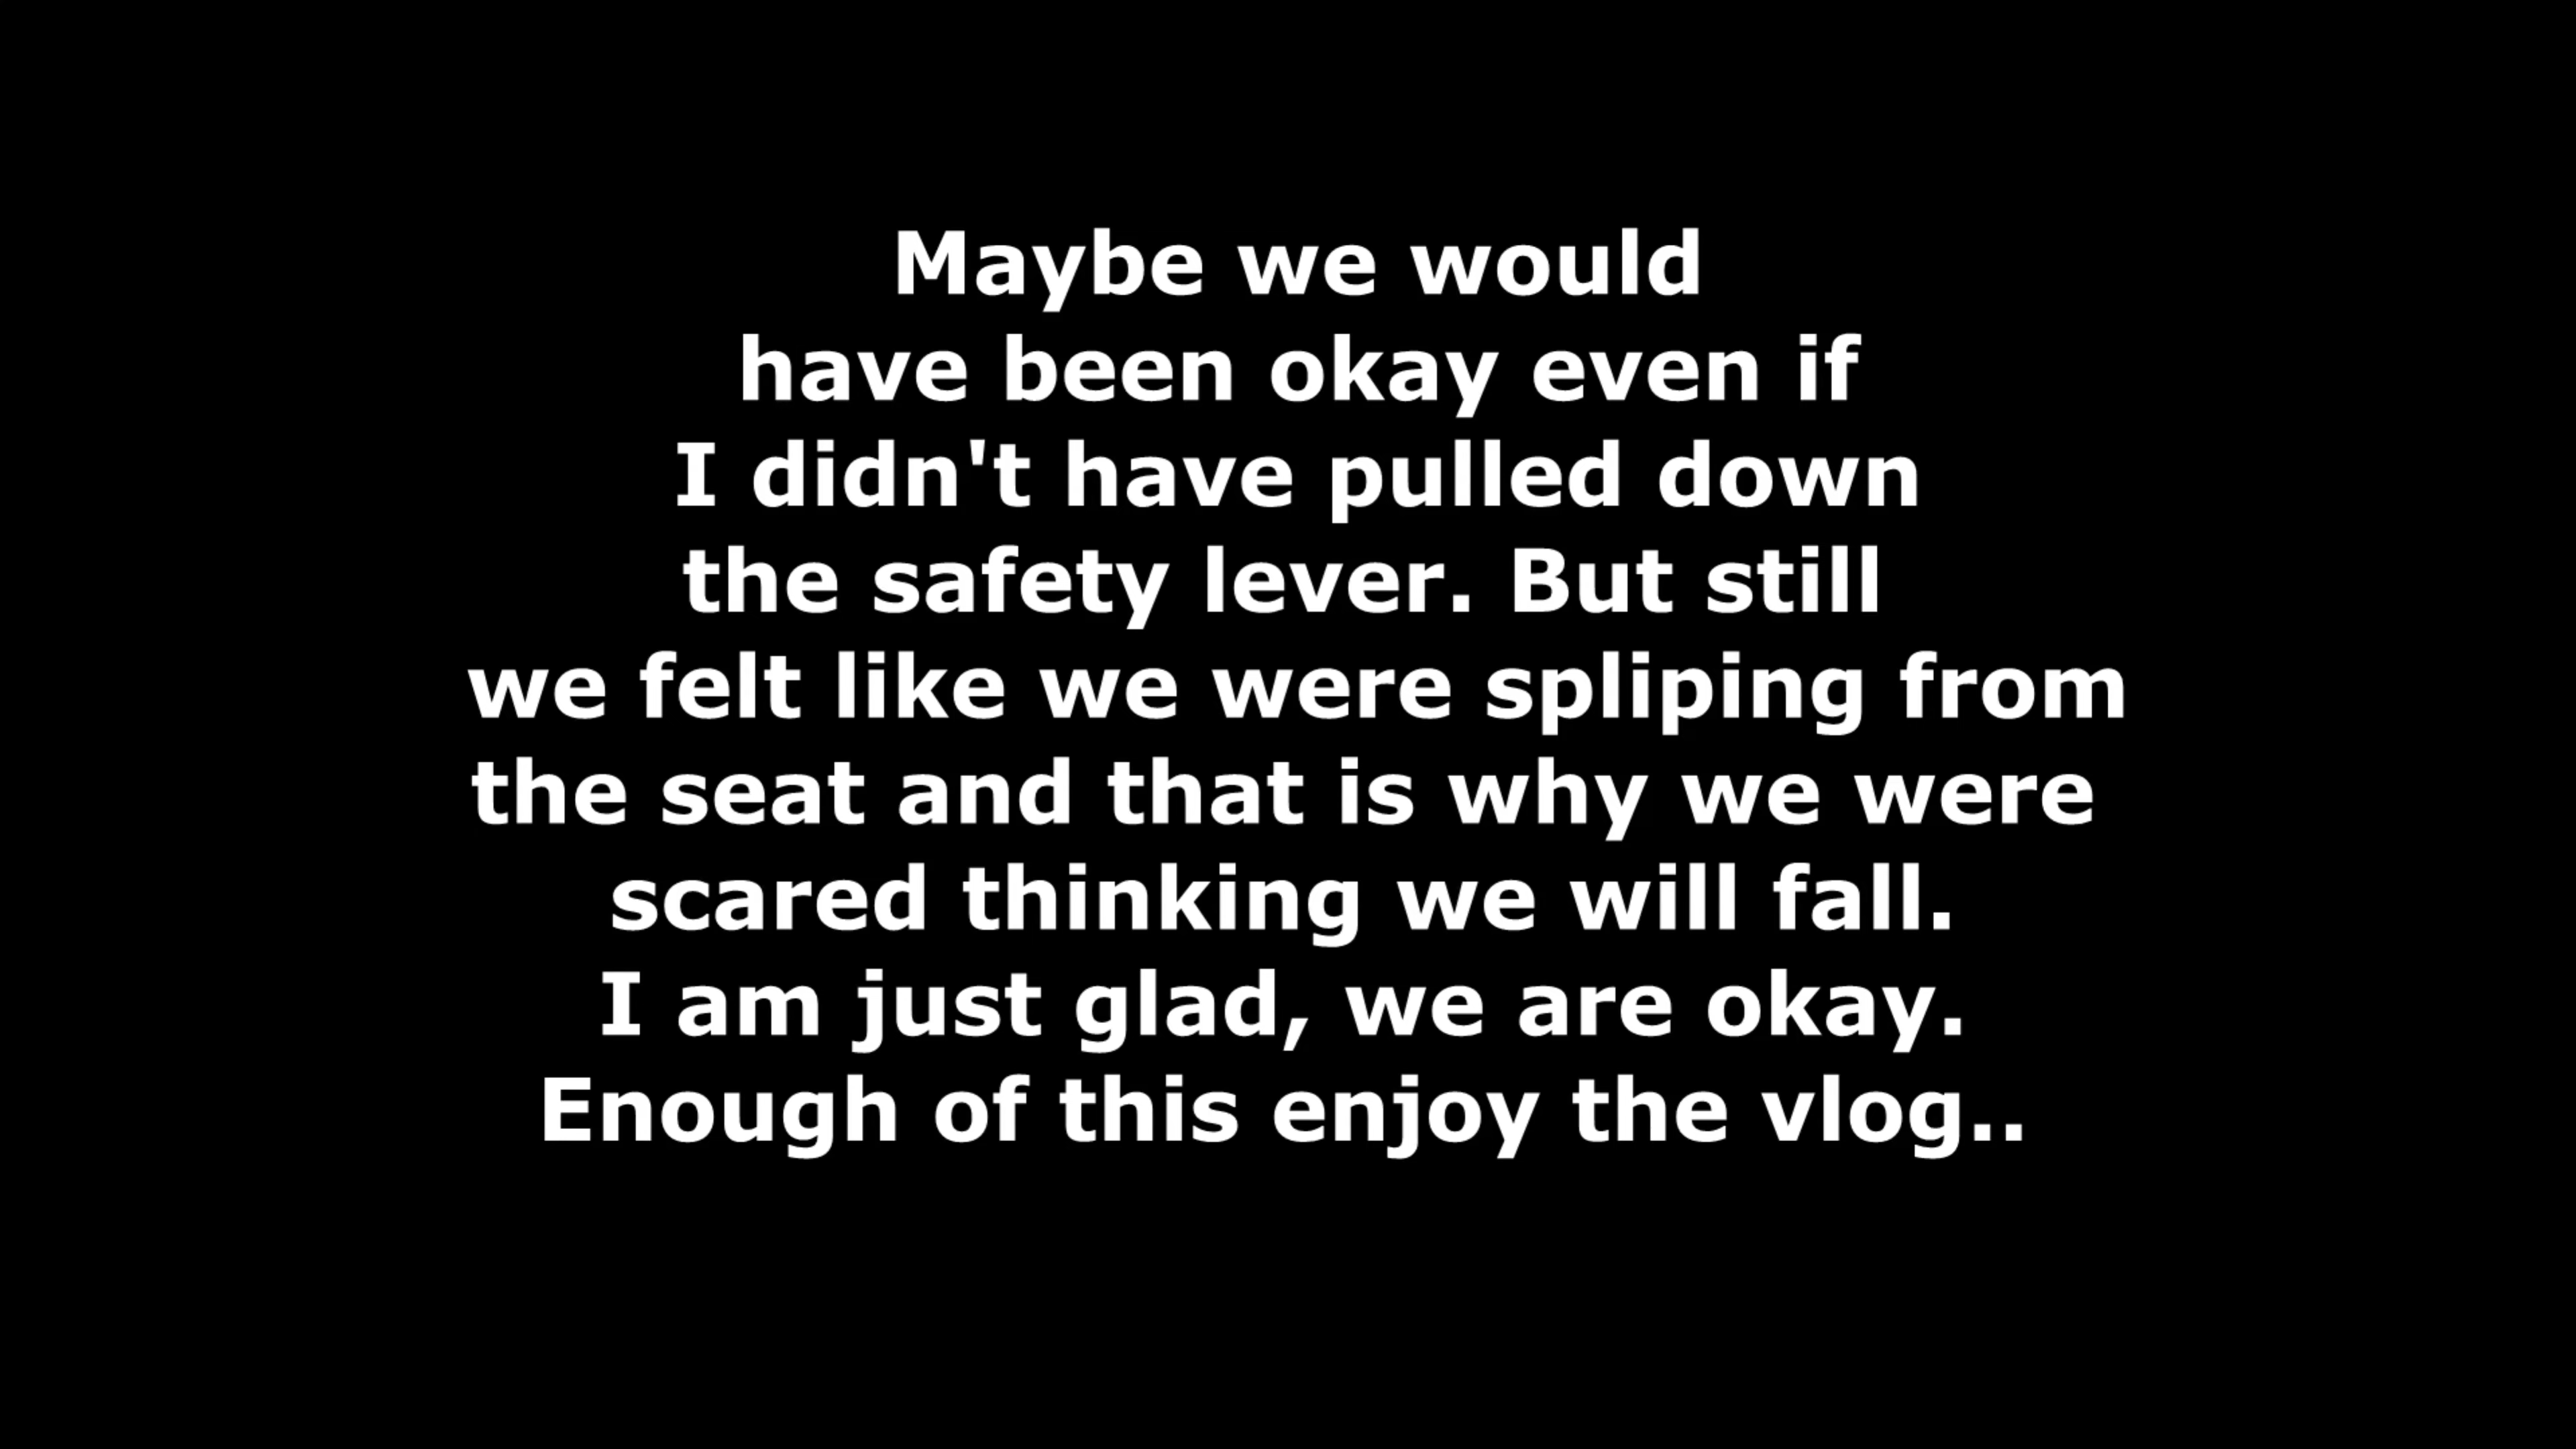 Maybe we would
have been okay even if
I didn't have pulled down
the safety lever. But still
we felt like we were spliping from
the seat and that is why we were
scared thinking we will fall.
I am just glad, we are okay.
Enough of this enjoy the vlog..